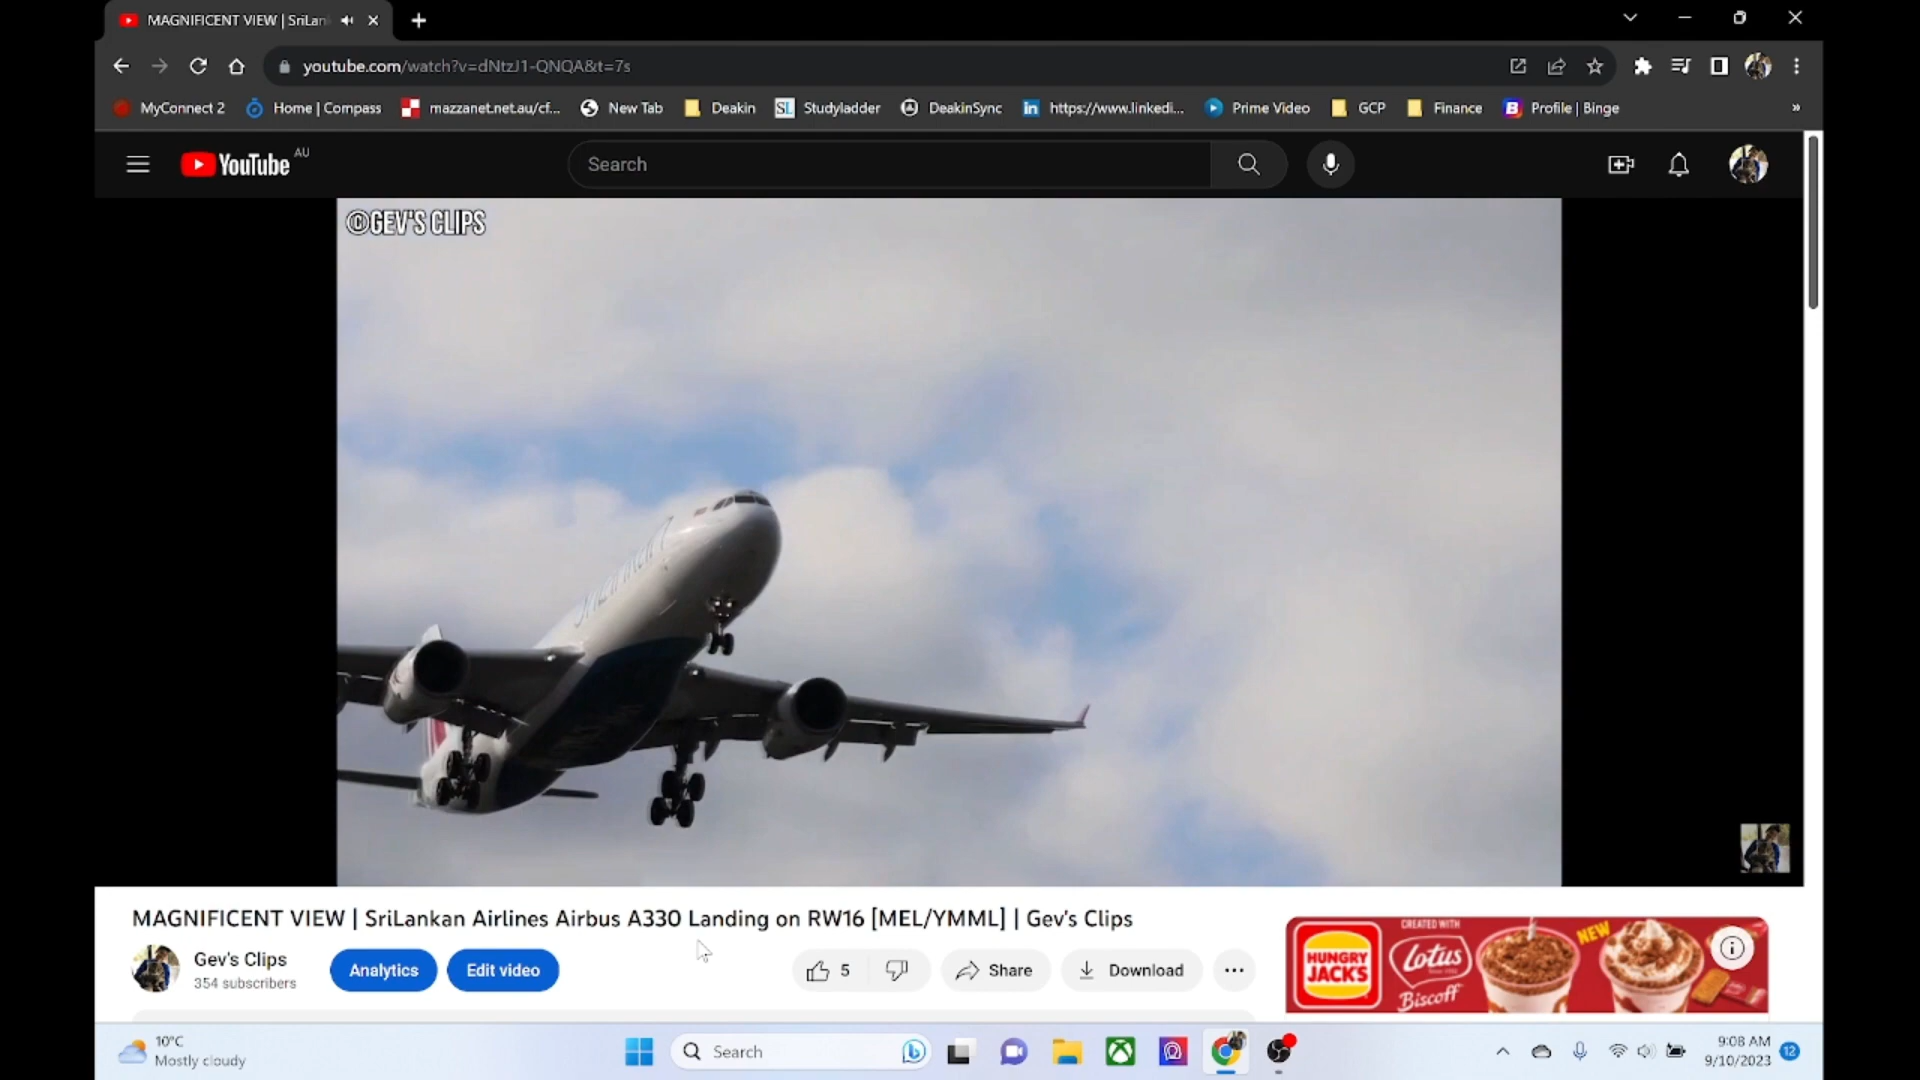 MAGNIFICENT VIEW | SriLan
youtube.com/watch?v=dNtzJ1-QNQA&t=7s
MyConnect 2 Home | Compass mazzanet.net.au/cf... New Tab Deakin Studyladder DeakinSync https://www.linkedi... Prime Video GCP Finance Profile | Binge »
YouTube AU
Search
©GEV'S CLIPS
MAGNIFICENT VIEW | SriLankan Airlines Airbus A330 Landing on RW16 [MEL/YMML] | Gev's Clips
Gev's Clips
354 subscribers
Analytics
Edit video
5
Share
Download
HUNGRY
JACK'S
CREATED WITH
Lotus
Biscoff
NEW
10°C
Mostly cloudy
Search
9:08 AM
9/10/2023
12